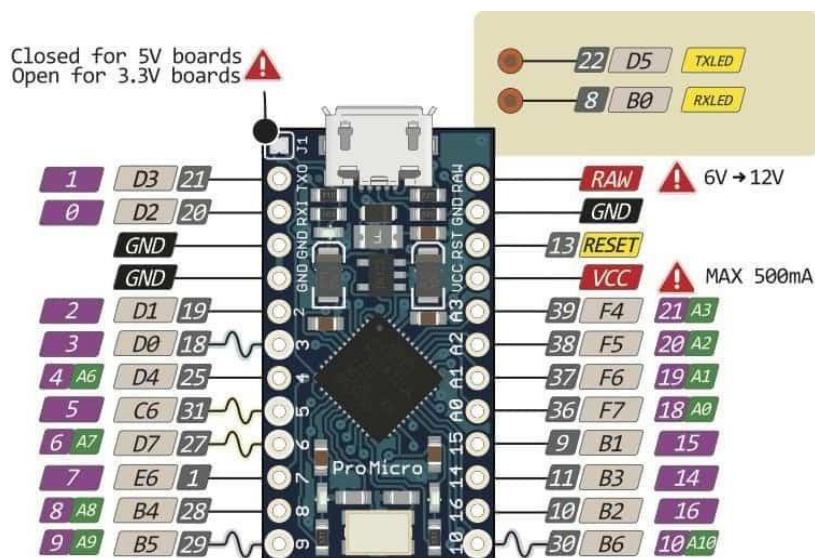 Closed for 5V boards
Open for 3.3V boards
22 D5 TXLED
8 B0 RXLED
J1
1 D3 21 TXO RAW RAW 6V→12V
0 D2 20 RXI GND GND
GND GND RST 13 RESET
GND GND VCC VCC MAX 500mA
2 D1 19 2 A3 39 F4 21 A3
3 D0 18 3 A2 38 F5 20 A2
4 A6 D4 25 4 A1 37 F6 19 A1
5 C6 31 5 A0 36 F7 18 A0
6 A7 D7 27 6 15 9 B1 15
ProMicro
7 E6 1 7 14 11 B3 14
8 A8 B4 28 8 16 10 B2 16
9 A9 B5 29 9 10 30 B6 10 A10